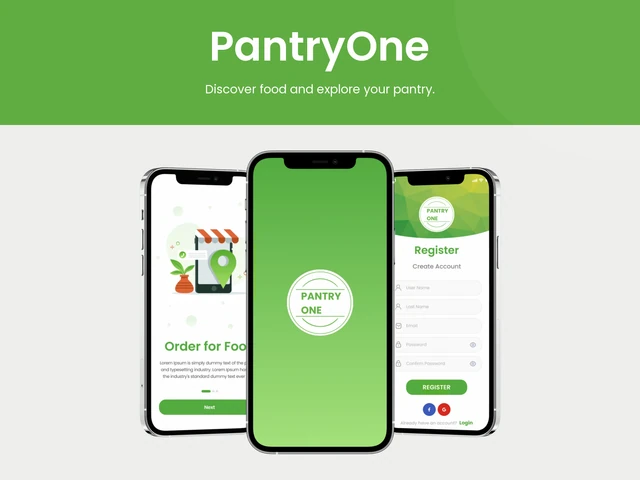 PantryOne
Discover food and explore your pantry.
Order for Foo
Lorem Ipsum is simply dummy text of the p
and typesetting industry. Lorem Ipsum ha
the industry's standard dummy text ever
Next
PANTRY
ONE
PANTRY
ONE
Register
Create Account
User Name
Last Name
Email
Password
Confirm Password
REGISTER
f
G
Already have an account? Login